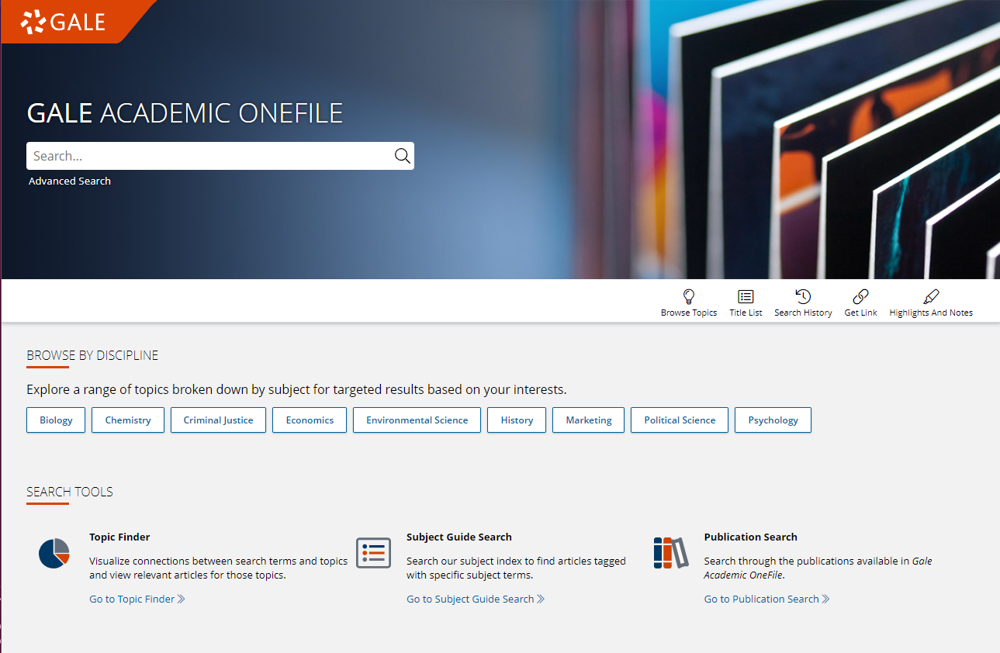 GALE
GALE ACADEMIC ONEFILE
Search...
Advanced Search
Browse Topics
Title List
Search History
Get Link
Highlights And Notes
BROWSE BY DISCIPLINE
Explore a range of topics broken down by subject for targeted results based on your interests.
Biology
Chemistry
Criminal Justice
Economics
Environmental Science
History
Marketing
Political Science
Psychology
SEARCH TOOLS
Topic Finder
Visualize connections between search terms and topics
and view relevant articles for those topics.
Go to Topic Finder
Subject Guide Search
Search our subject index to find articles tagged
with specific subject terms.
Go to Subject Guide Search
Publication Search
Search through the publications available in Gale
Academic OneFile.
Go to Publication Search